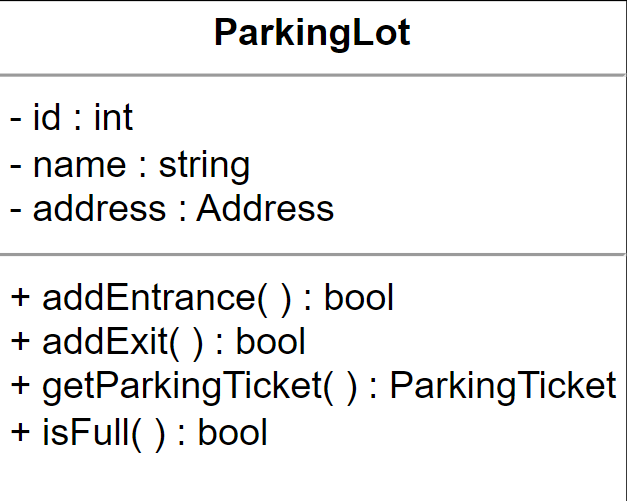 ParkingLot
- id : int
- name : string
- address : Address
+ addEntrance( ) : bool
+ addExit( ) : bool
+ getParkingTicket( ) : ParkingTicket
+ isFull( ) : bool